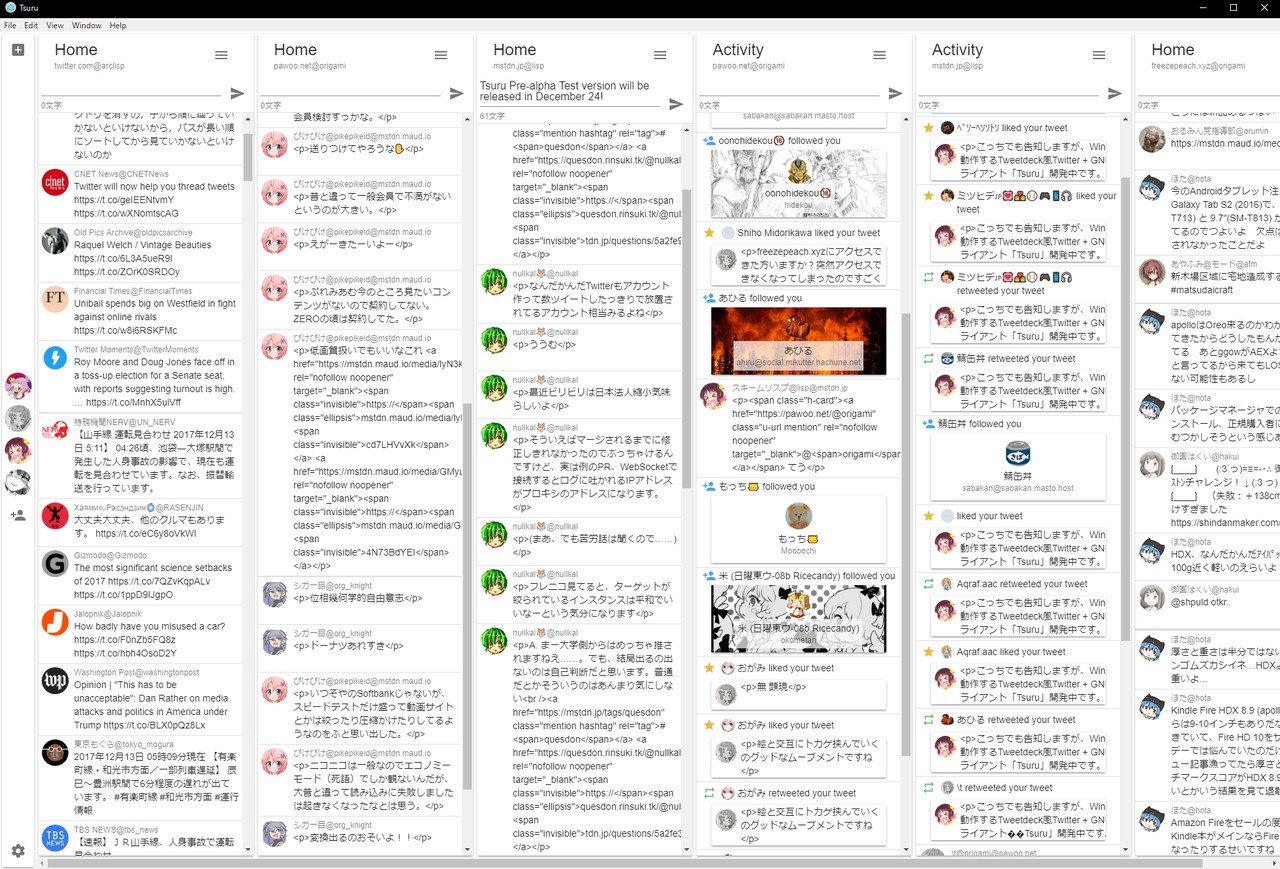 Tsuru
File Edit View Window Help
Home
twitter.com@arclisp
0文字
クトリを消すの，子から順に辿っていかないといけないから，パスが長い順にソートしてから見ていかないといけないのか
CNET News@CNETNews
Twitter will now help you thread tweets
https://t.co/geIEENtvmY
https://t.co/wXNomtscAG
Old Pics Archive@oldpicsarchive
Raquel Welch / Vintage Beauties
https://t.co/6L3A5ueR9I
https://t.co/ZOrK0SRDOy
Financial Times@FinancialTimes
Unibail spends big on Westfield in fight
against online rivals
https://t.co/w8i6RSKFMc
Twitter Moments@TwitterMoments
Roy Moore and Doug Jones face off in
a toss-up election for a Senate seat,
with reports suggesting turnout is high.
… https://t.co/MnhX5uiVff
特務機関NERV@UN_NERV
【山手線 運転見合わせ 2017年12月13
日 5:11】 04:26頃、池袋—大塚駅間で
発生した人身事故の影響で、現在も運
転を見合わせています。なお、振替輸
送を行っています。
@RASENJIN
大丈夫大丈夫、他のクルマもありま
す。 https://t.co/eC6y8oVkWI
Gizmodo@Gizmodo
The most significant science setbacks
of 2017 https://t.co/7QZvKqpALv
https://t.co/1ppD9IJgpO
Jalopnik@Jalopnik
How badly have you misused a car?
https://t.co/F0nZb5FQ8z
https://t.co/hbh4OsoD2Y
Washington Post@washingtonpost
Opinion | "This has to be
unacceptable": Dan Rather on media
attacks and politics in America under
Trump https://t.co/BLX0pQz8Lx
東京もぐら@tokyo_mogura
2017年12月13日 05時09分現在 【有楽
町線・和光市方面／一部列車遅延】 辰
巳～豊洲駅間で6分程度の遅れが出て
います。 #有楽町線 #和光市方面 #運行
情報
TBS NEWS@tbs_news
【速報】ＪＲ山手線、人身事故で運転
Home
pawoo.net@origami
0文字
会員検討すっかな。</p>
ぴけぴけ@pikepikeid@mstdn.maud.io
<p>送りつけてやろうな✋</p>
ぴけぴけ@pikepikeid@mstdn.maud.io
<p>昔と違って一般会員で不満がない
というのが大きい。</p>
ぴけぴけ@pikepikeid@mstdn.maud.io
<p>えがーきたーいよー</p>
ぴけぴけ@pikepikeid@mstdn.maud.io
<p>ぶれみあむ今のところ見たいコン
テンツがないので契約してない。
ZEROの頃は契約してた。</p>
ぴけぴけ@pikepikeid@mstdn.maud.io
<p>低画質扱いでもいいなこれ <a
href="https://mstdn.maud.io/media/IyN3k
rel="nofollow noopener"
target="_blank"><span
class="invisible">https://</span><span
class="ellipsis">mstdn.maud.io/media/Iy
<span
class="invisible">cd7LHVvXk</span>
</a> <a
href="https://mstdn.maud.io/media/GMyu
rel="nofollow noopener"
target="_blank"><span
class="invisible">https://</span><span
class="ellipsis">mstdn.maud.io/media/G
<span
class="invisible">4N73BdYEI</span>
</a></p>
シガー目@org_knight
<p>位相幾何学的自由意志</p>
シガー目@org_knight
<p>ドーナツあれすき</p>
ぴけぴけ@pikepikeid@mstdn.maud.io
<p>いつぞやのSoftbankじゃないが、
スピードテストだけ盛って動画サイト
とかは絞ったり圧縮かけたりしてるよ
うなのをふと思い出した。</p>
ぴけぴけ@pikepikeid@mstdn.maud.io
<p>ニコニコは一般なのでエコノミー
モード（死語）でしか観ないんだが、
大昔と違って読み込みに失敗しました
は起きなくなったなとは思う。</p>
シガー目@org_knight
<p>変換出るのおそいよ！！</p>
Home
mstdn.jp@lisp
Tsuru Pre-alpha Test version will be
released in December 24!
61文字
class="mention hashtag" rel="tag">#
<span>quesdon</span></a> <a
href="https://quesdon.rinsuki.tk/@nullkal
rel="nofollow noopener"
target="_blank"><span
class="invisible">https://</span><span
class="ellipsis">quesdon.rinsuki.tk/@nul
<span
class="invisible">tdn.jp/questions/5a2fe9
</a></p>
nullkal@nullkal
<p>なんだかんだTwitterもアカウント
作って数ツイートしたっきりで放置さ
れてるアカウント相当みるよね</p>
nullkal@nullkal
<p>ううむ</p>
nullkal@nullkal
<p>最近ビリビリは日本法人縮小気味
らしいよ</p>
nullkal@nullkal
<p>そういえばマージされるまでに修
正しきれなかったのでぶっちゃけるん
ですけど、実は例のPR、WebSocketで
接続するとログに吐かれるIPアドレス
がプロキシのアドレスになります。
</p>
nullkal@nullkal
<p>(まあ、でも苦労話は聞くので……)
</p>
nullkal@nullkal
<p>フレニコ見てると、ターゲットが
絞られているインスタンスは平和でい
いなーという気分になります</p>
nullkal@nullkal
<p>A. まー大学側からはめっちゃ推さ
れますねえ……。でも、結局出るの出
ないのは自己判断だと思います。普通
だとかそういうのはあんまり気にしな
い<br /><a
href="https://mstdn.jp/tags/quesdon"
class="mention hashtag" rel="tag">#
<span>quesdon</span></a> <a
href="https://quesdon.rinsuki.tk/@nullkal
rel="nofollow noopener"
target="_blank"><span
class="invisible">https://</span><span
class="ellipsis">quesdon.rinsuki.tk/@nul
<span
class="invisible">tdn.jp/questions/5a2fe3
</a></p>
Activity
pawoo.net@origami
0文字
sabakan@sabakan.masto.host
oonohidekou🔞 followed you
oonohidekou🔞
hidekou
Shiho Midorikawa liked your tweet
<p>freezepeach.xyzにアクセスで
きた方いますか？突然アクセスで
きなくなってしまったのですごく
あひる followed you
あひる
ahiru@social.mikutter.hachune.net
スキームリスプ@lisp@mstdn.jp
<p><span class="h-card"><a
href="https://pawoo.net/@origami"
class="u-url mention" rel="nofollow
noopener"
target="_blank">@<span>origami</span
</a></span> てう</p>
もっち followed you
もっち
Moooochi
米 (日曜東ウ-08b Ricecandy) followed you
米 (日曜東ウ-08b Ricecandy)
okometan
おがみ liked your tweet
<p>無 顕現</p>
おがみ liked your tweet
<p>絵と交互にトカゲ挟んでいく
のグッドなムーブメントですね
</p>
おがみ retweeted your tweet
<p>絵と交互にトカゲ挟んでいく
のグッドなムーブメントですね
</p>
Activity
mstdn.jp@lisp
0文字
ﾍﾟﾘｰﾍｿﾘﾄﾘ liked your tweet
<p>こっちでも告知しますが、Win
動作するTweetdeck風Twitter + GN
ライアント「Tsuru」開発中です。
ミツヒデJP liked your
tweet
<p>こっちでも告知しますが、Win
動作するTweetdeck風Twitter + GN
ライアント「Tsuru」開発中です。
ミツヒデJP
retweeted your tweet
<p>こっちでも告知しますが、Win
動作するTweetdeck風Twitter + GN
ライアント「Tsuru」開発中です。
鯖缶丼 retweeted your tweet
<p>こっちでも告知しますが、Win
動作するTweetdeck風Twitter + GN
ライアント「Tsuru」開発中です。
鯖缶丼 followed you
鯖缶丼
sabakan@sabakan.masto.host
liked your tweet
<p>こっちでも告知しますが、Win
動作するTweetdeck風Twitter + GN
ライアント「Tsuru」開発中です。
Aqraf.aac retweeted your tweet
<p>こっちでも告知しますが、Win
動作するTweetdeck風Twitter + GN
ライアント「Tsuru」開発中です。
Aqraf.aac liked your tweet
<p>こっちでも告知しますが、Win
動作するTweetdeck風Twitter + GN
ライアント「Tsuru」開発中です。
あひる retweeted your tweet
<p>こっちでも告知しますが、Win
動作するTweetdeck風Twitter + GN
ライアント「Tsuru」開発中です。
\t retweeted your tweet
<p>こっちでも告知しますが、Win
動作するTweetdeck風Twitter + GN
ライアント��Tsuru」開発中です。
\t@origami@pawoo.net
Home
freezepeach.xyz@origami
0文字
おるみん党指導部@orumin
https://mstdn.maud.io/med
ほた@hota
今のAndroidタブレット注
Galaxy Tab S2 (2016)で、
T713) と 9.7"(SM-T813) が
てるのでつよいよ　欠点は
されなかったことだよ
あやふみ@モード@afm
新木場区域に宅地造成する
#matsudaicraft
ほた@hota
apolloはOreo来るのかわか
てきたからどうしたもんか
てる　あとggowがAEXよ
と言ってるから来てもLOS
ない可能性もあるし
ほた@hota
パッケージマネージャでの
ンストール、正規購入者に
むつかしそうという感じあ
御画はくい@hakui
https://shindanmaker.com/
ほた@hota
HDX、なんだかんだｱｲﾊﾟｯﾄ
100g近く軽いのえらいよ
御画はくい@hakui
@shpuld otkr..
ほた@hota
厚さと重さは半分ではない
ンゴムズカシイネ…HDX
重いよ...
ほた@hota
Kindle Fire HDX 8.9 (apoll
らは9-10インチもありだな
きていて、Fire HD 10をサ
デーでは悩んでいたのだけ
ュー記事漁ってたら厚さと
チマークスコアがHDX 8.9
いとかいう結果を見て退散
ほた@hota
Amazon Fireをセールの度
Kindle本がメインならFire
なったりするせいですね